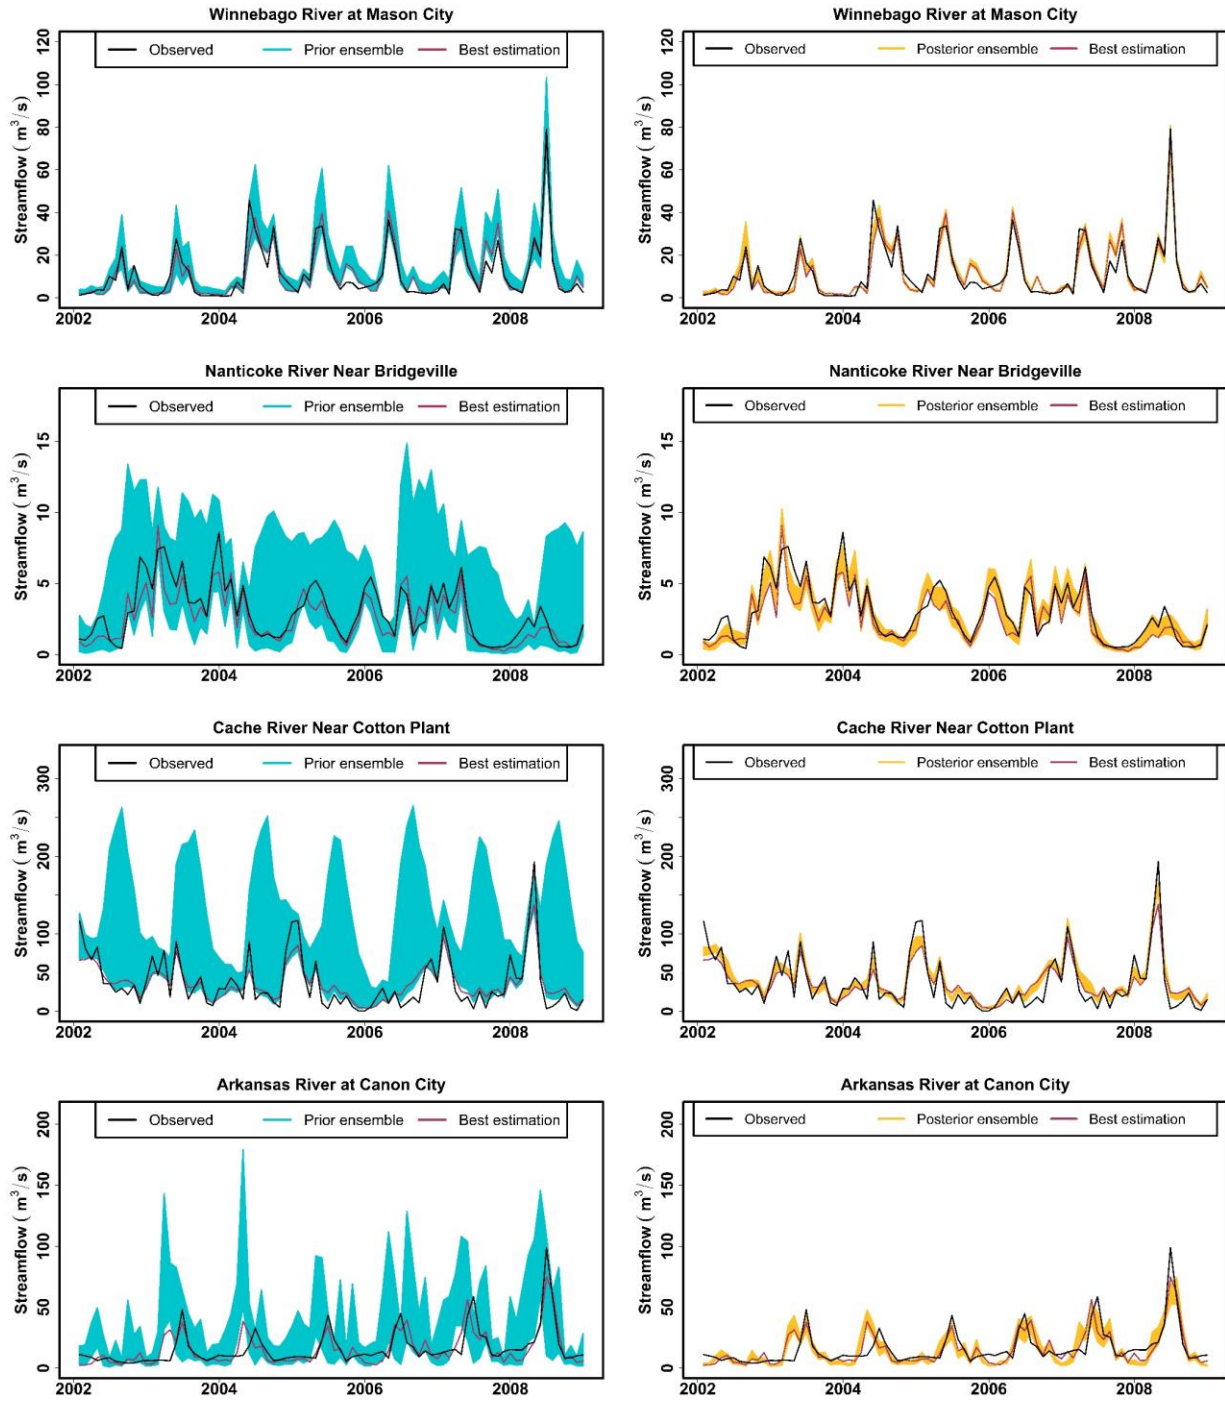 Winnebago River at Mason City
Observed Prior ensemble Best estimation
Streamflow ( m³/s)
120
100
80
60
40
20
0
2002 2004 2006 2008
Winnebago River at Mason City
Observed Posterior ensemble Best estimation
Streamflow ( m³/s)
120
100
80
60
40
20
0
2002 2004 2006 2008
Nanticoke River Near Bridgeville
Observed Prior ensemble Best estimation
Streamflow ( m³/s)
15
10
5
0
2002 2004 2006 2008
Nanticoke River Near Bridgeville
Observed Posterior ensemble Best estimation
Streamflow ( m³/s)
15
10
5
0
2002 2004 2006 2008
Cache River Near Cotton Plant
Observed Prior ensemble Best estimation
Streamflow ( m³/s)
300
200
100
50
0
2002 2004 2006 2008
Cache River Near Cotton Plant
Observed Posterior ensemble Best estimation
Streamflow ( m³/s)
300
200
100
50
0
2002 2004 2006 2008
Arkansas River at Canon City
Observed Prior ensemble Best estimation
Streamflow ( m³/s)
200
150
100
50
0
2002 2004 2006 2008
Arkansas River at Canon City
Observed Posterior ensemble Best estimation
Streamflow ( m³/s)
200
150
100
50
0
2002 2004 2006 2008